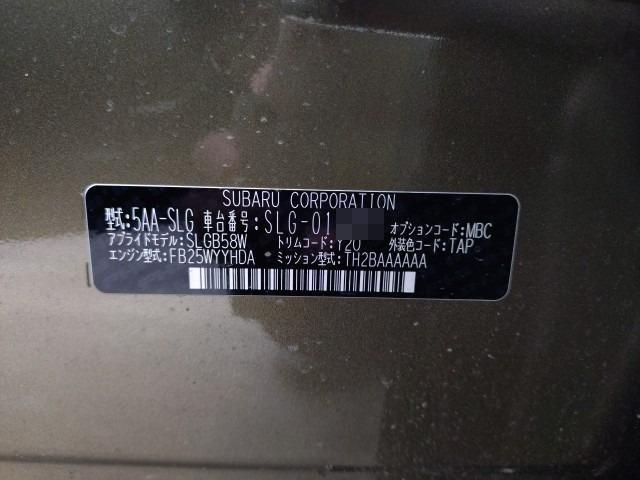 SUBARU CORPORATION
型式:5AA-SLG 車台番号:SLG-01 オプションコード:MBC
アプライドモデル:SLGB58W トリムコード:Y20 外装色コード:TAP
エンジン型式:FB25WYYHDA ミッション型式:TH2BAAAAAA